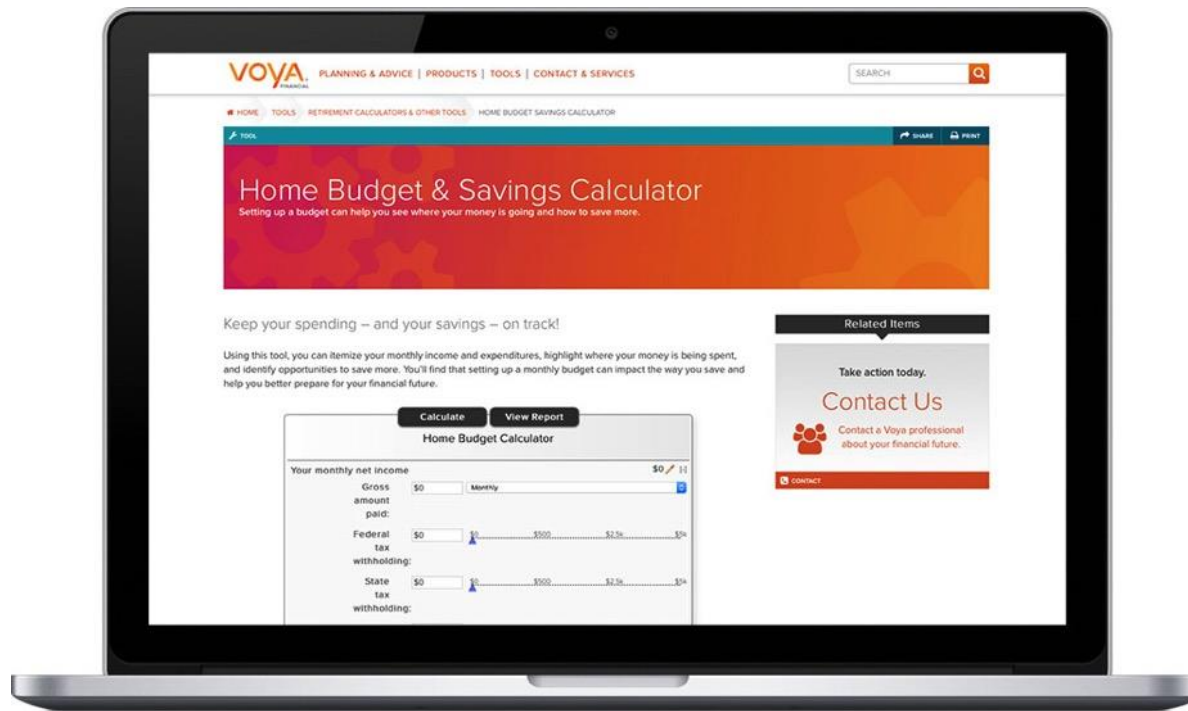 VOYA
FINANCIAL
PLANNING & ADVICE | PRODUCTS | TOOLS | CONTACT & SERVICES
SEARCH
HOME TOOLS RETIREMENT CALCULATORS & OTHER TOOLS HOME BUDGET SAVINGS CALCULATOR
TOOL
SHARE PRINT
Home Budget & Savings Calculator
Setting up a budget can help you see where your money is going and how to save more.
Keep your spending – and your savings – on track!
Using this tool, you can itemize your monthly income and expenditures, highlight where your money is being spent,
and identify opportunities to save more. You'll find that setting up a monthly budget can impact the way you save and
help you better prepare for your financial future.
Calculate View Report
Home Budget Calculator
Your monthly net income $0 [-]
Gross $0 Monthly
amount
paid:
Federal $0 $0 $500 $2.5k $5k
tax
withholding:
State $0 $0 $500 $2.5k $5k
tax
withholding:
Related Items
Take action today.
Contact Us
Contact a Voya professional
about your financial future.
CONTACT